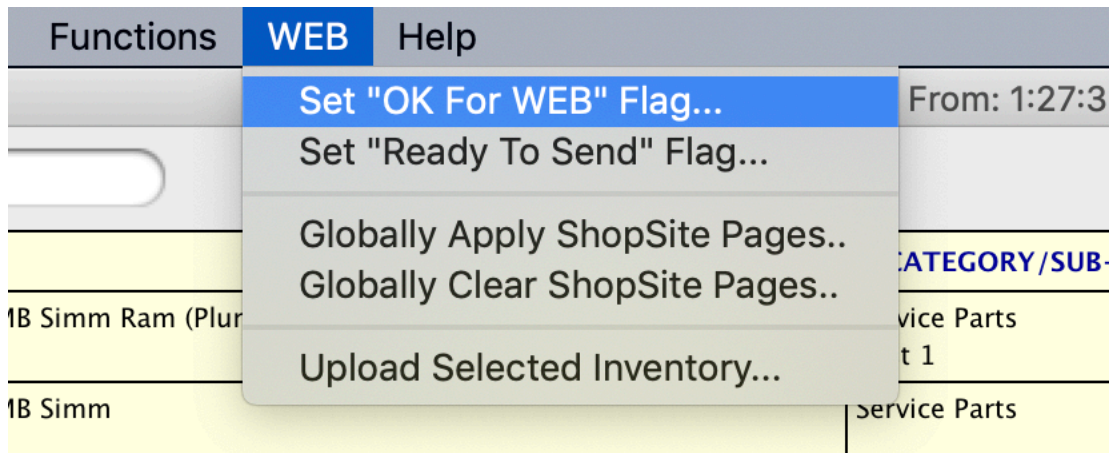 Functions WEB Help
Set "OK For WEB" Flag...
From: 1:27:3
Set "Ready To Send" Flag...
Globally Apply ShopSite Pages..
CATEGORY/SUB-
Globally Clear ShopSite Pages..
MB Simm Ram (Plur
vice Parts
t 1
Upload Selected Inventory...
MB Simm
Service Parts